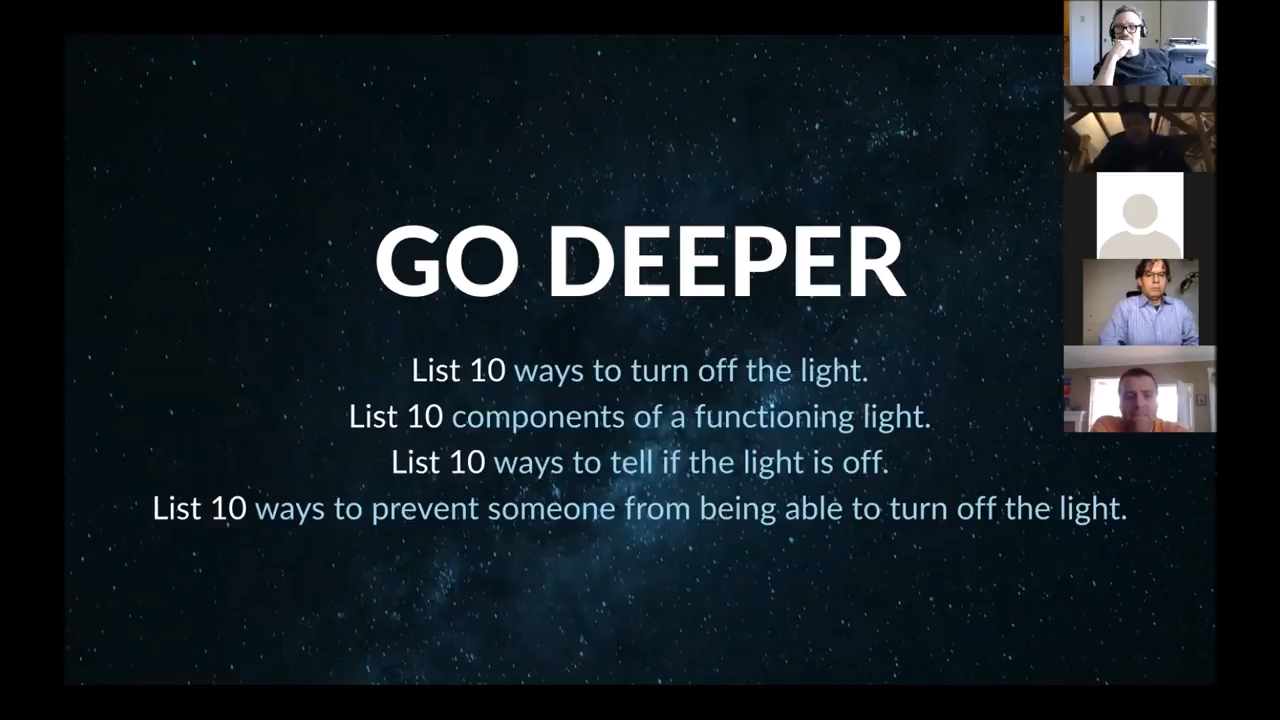 GO DEEPER
List 10 ways to turn off the light.
List 10 components of a functioning light.
List 10 ways to tell if the light is off.
List 10 ways to prevent someone from being able to turn off the light.